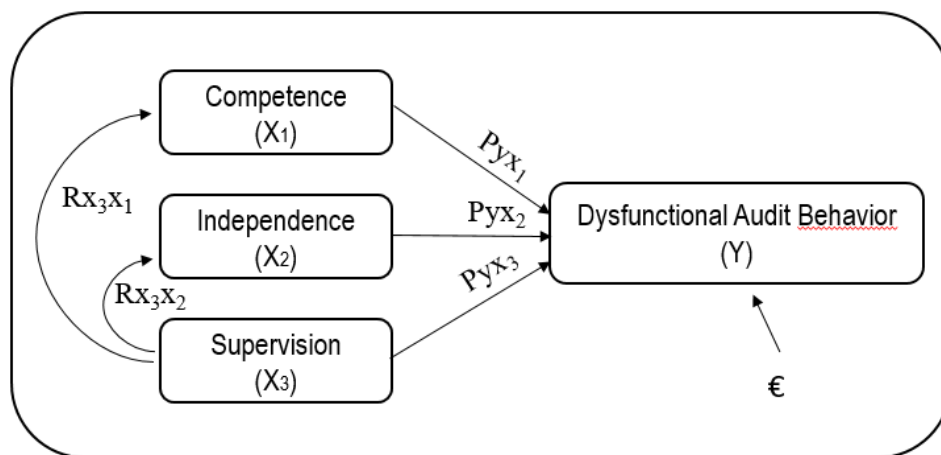 Competence
(X₁)
Pyx₁
Rx₃x₁
Independence
(X₂)
Pyx₂
Dysfunctional Audit Behavior
(Y)
Rx₃x₂
Pyx₃
Supervision
(X₃)
€